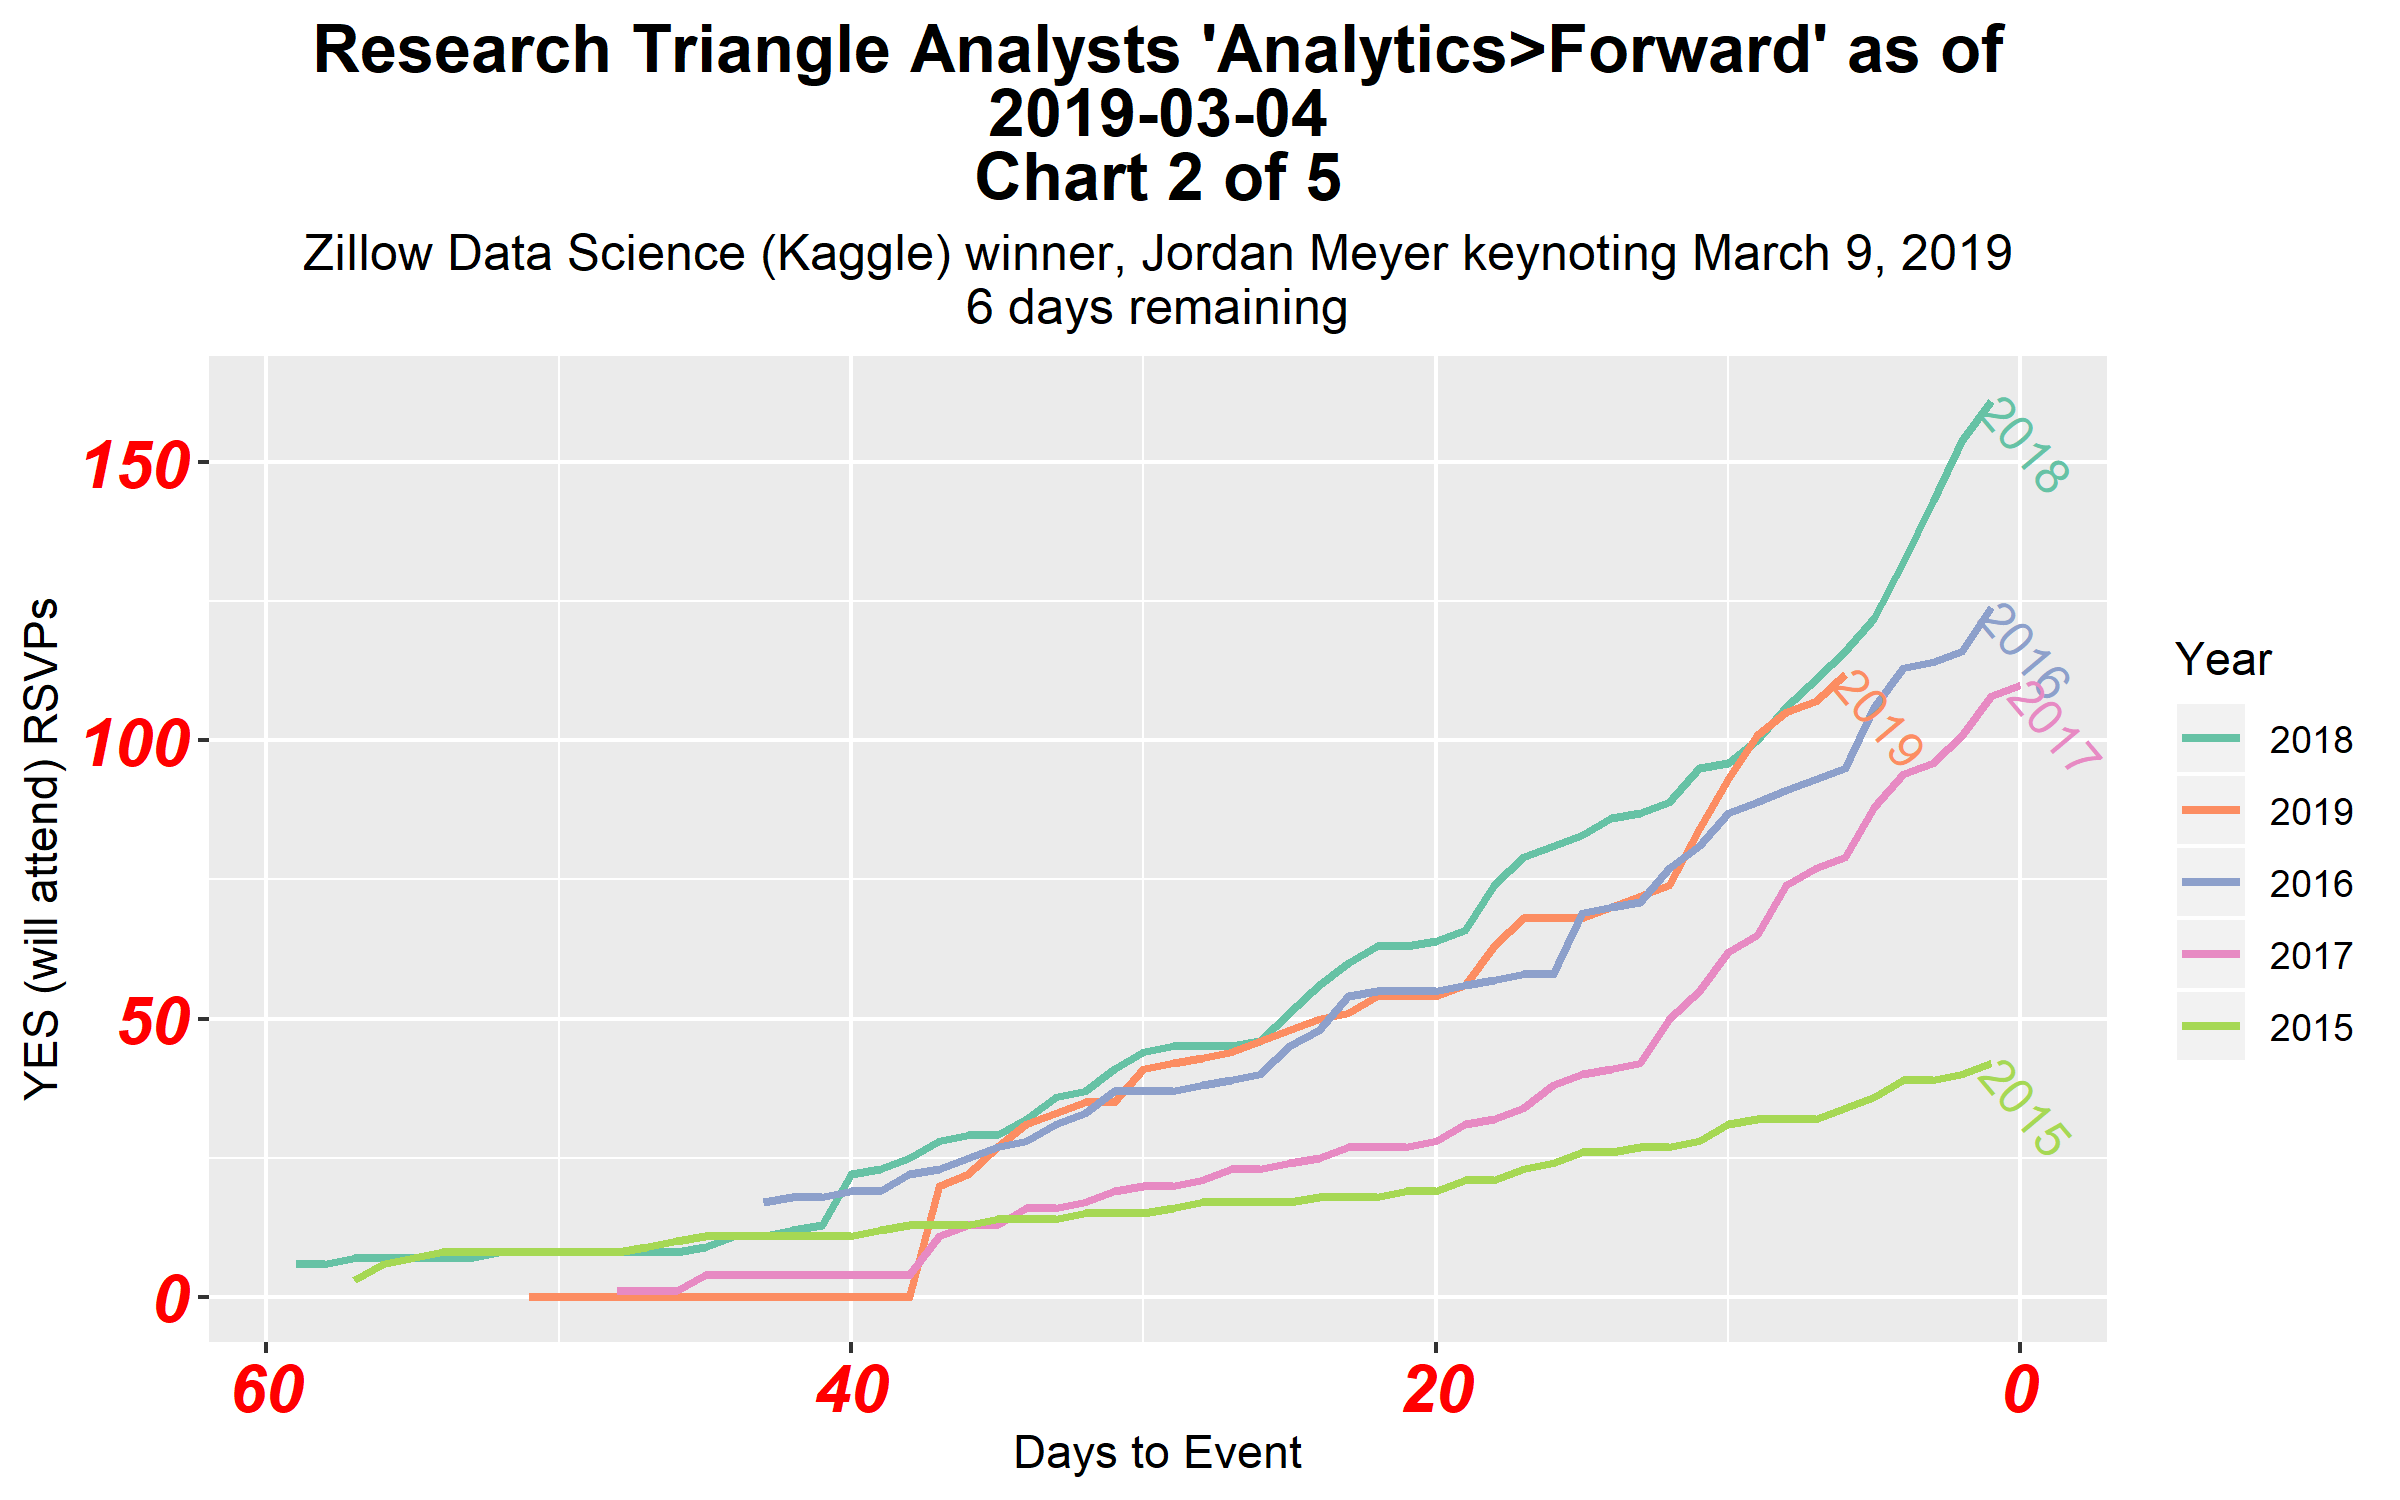 Research Triangle Analysts 'Analytics>Forward' as of
2019-03-04
Chart 2 of 5
Zillow Data Science (Kaggle) winner, Jordan Meyer keynoting March 9, 2019
6 days remaining
YES (will attend) RSVPs
150
100
50
0
2018
2016
2019
2017
2015
60
40
20
0
Days to Event
Year
2018
2019
2016
2017
2015